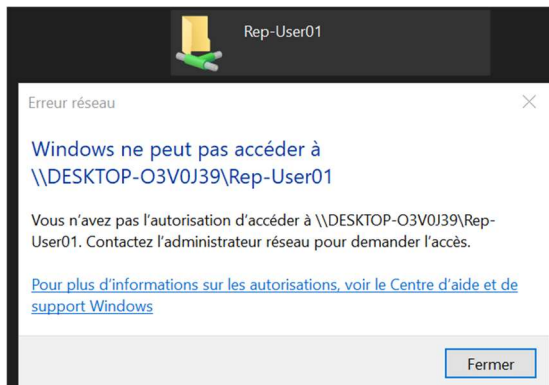 Rep-User01
Erreur réseau
Windows ne peut pas accéder à
\\DESKTOP-O3V0J39\Rep-User01
Vous n'avez pas l'autorisation d'accéder à \\DESKTOP-O3V0J39\Rep-
User01. Contactez l'administrateur réseau pour demander l'accès.
Pour plus d'informations sur les autorisations, voir le Centre d'aide et de
support Windows
Fermer